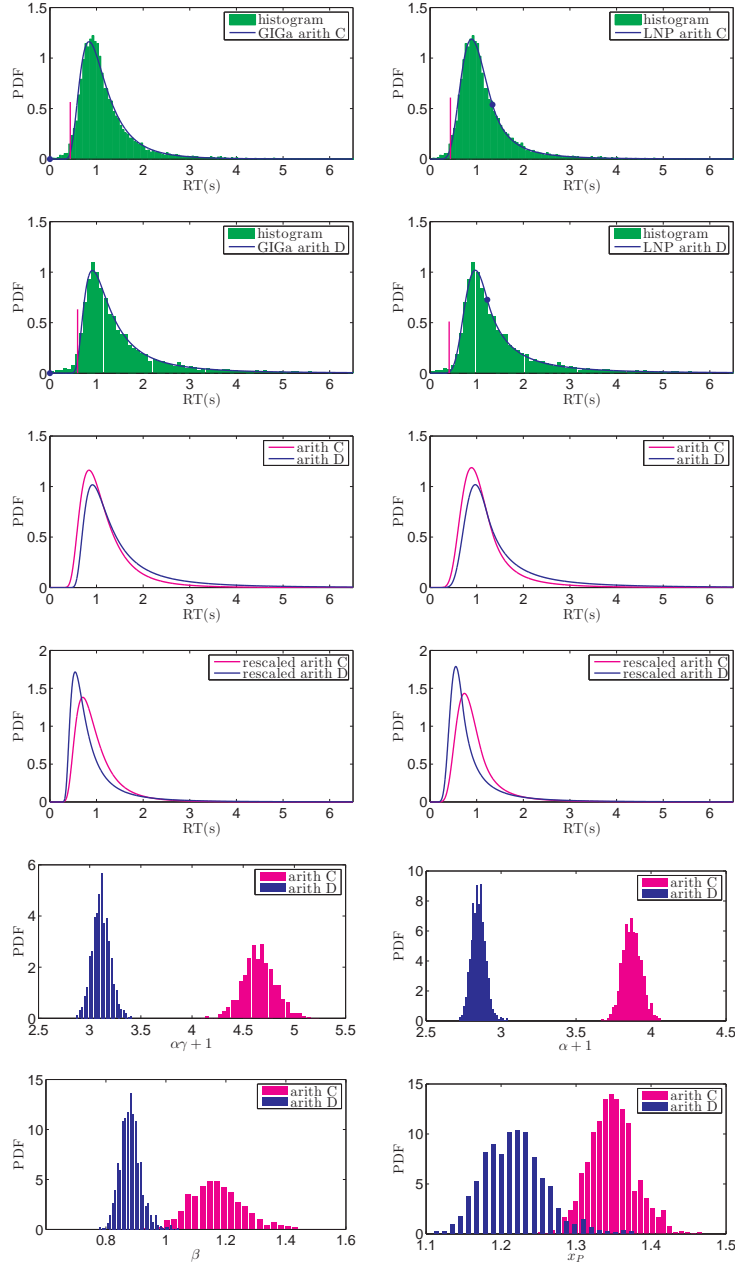 histogram
GIGa arith C
PDF
1.5
1
0.5
0
0 1 2 3 4 5 6
RT(s)
histogram
LNP arith C
PDF
1.5
1
0.5
0
0 1 2 3 4 5 6
RT(s)
histogram
GIGa arith D
PDF
1.5
1
0.5
0
0 1 2 3 4 5 6
RT(s)
histogram
LNP arith D
PDF
1.5
1
0.5
0
0 1 2 3 4 5 6
RT(s)
arith C
arith D
PDF
1.5
1
0.5
0
0 1 2 3 4 5 6
RT(s)
arith C
arith D
PDF
1.5
1
0.5
0
0 1 2 3 4 5 6
RT(s)
rescaled arith C
rescaled arith D
PDF
2
1.5
1
0.5
0
0 1 2 3 4 5 6
RT(s)
rescaled arith C
rescaled arith D
PDF
2
1.5
1
0.5
0
0 1 2 3 4 5 6
RT(s)
arith C
arith D
PDF
6
4
2
0
2.5 3 3.5 4 4.5 5 5.5
αγ + 1
arith C
arith D
PDF
10
8
6
4
2
0
2.5 3 3.5 4 4.5
α + 1
arith C
arith D
PDF
15
10
5
0
0.8 1 1.2 1.4 1.6
β
arith C
arith D
PDF
15
10
5
0
1.1 1.2 1.3 1.4 1.5
x_P